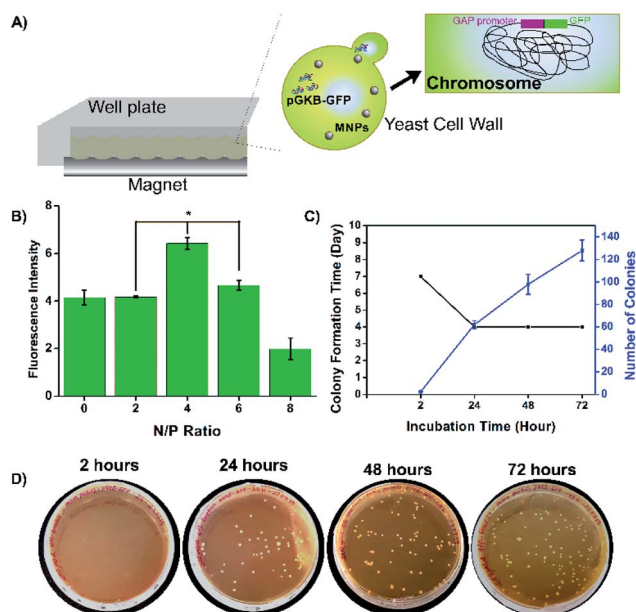 A)
GAP promoter
GFP
Chromosome
pGKB-GFP
MNPs
Yeast Cell Wall
Well plate
Magnet
B)
Fluorescence Intensity
8
6
4
2
0
*
0 2 4 6 8
N/P Ratio
C)
Colony Formation Time (Day)
10
9
8
7
6
5
4
3
2
1
0
140
120
100
80
60
40
20
0
Number of Colonies
2 24 48 72
Incubation Time (Hour)
2 hours 24 hours 48 hours 72 hours
D)